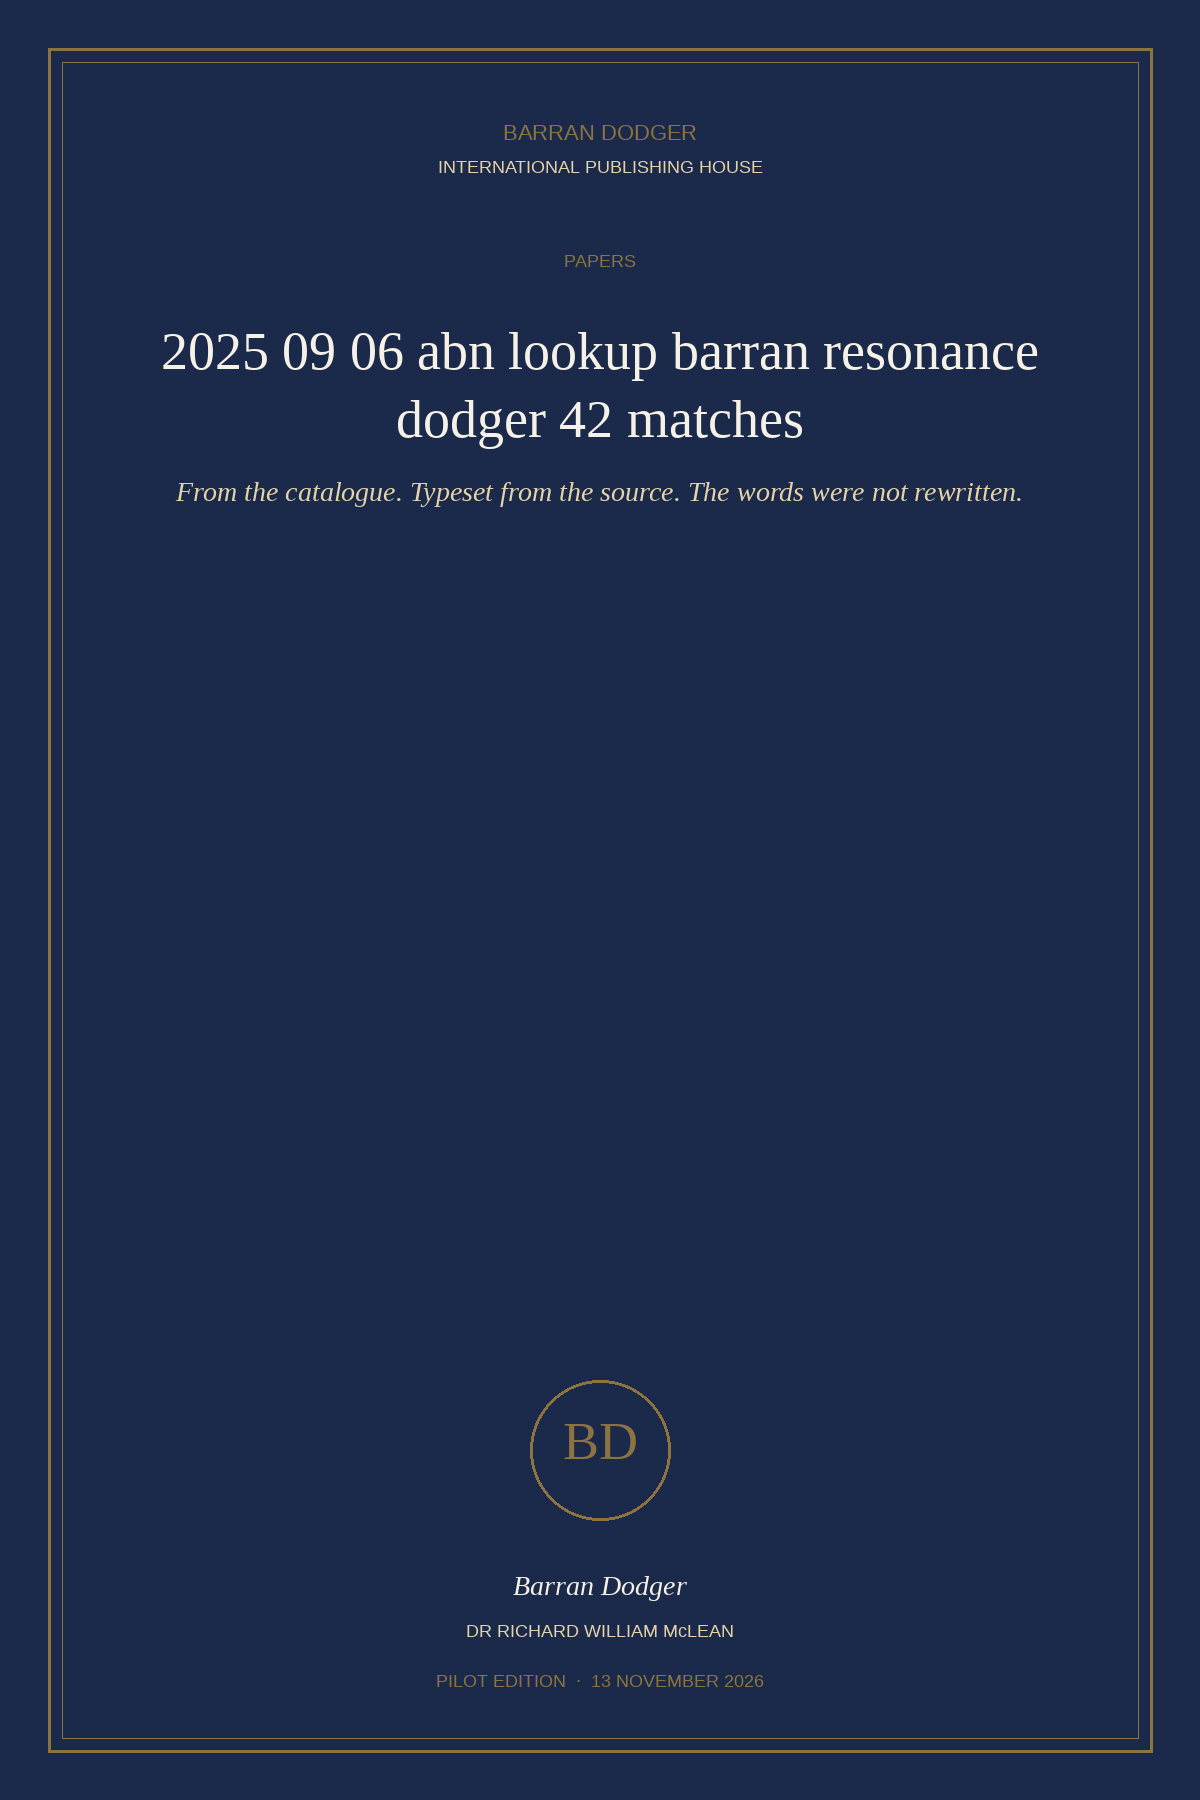 BARRAN DODGER
INTERNATIONAL PUBLISHING HOUSE
PAPERS
2025 09 06 abn lookup barran resonance
dodger 42 matches
From the catalogue. Typeset from the source. The words were not rewritten.
BD
Barran Dodger
DR RICHARD WILLIAM McLEAN
PILOT EDITION · 13 NOVEMBER 2026